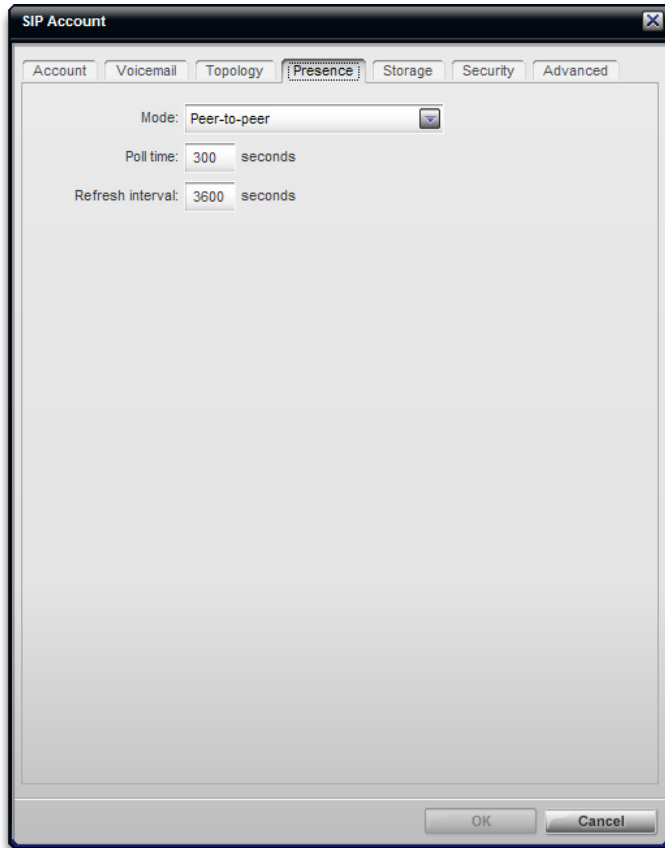 SIP Account
Account Voicemail Topology Presence Storage Security Advanced
Mode: Peer-to-peer
Poll time: 300 seconds
Refresh interval: 3600 seconds
OK Cancel